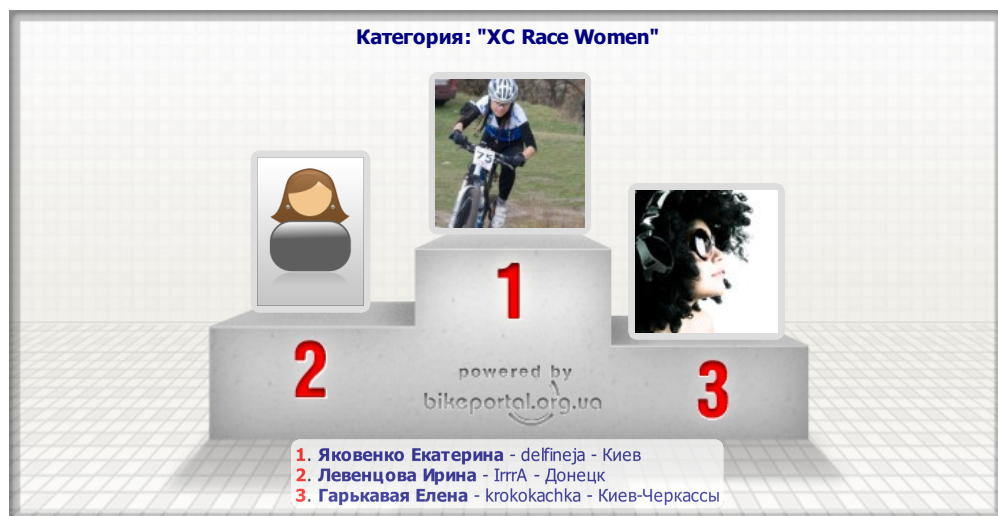 Категория: "XC Race Women"
75
1
2
3
powered by
bikeportal.org.ua
1. Яковенко Екатерина - delfineja - Киев
2. Левенцова Ирина - IrrrA - Донецк
3. Гарькавая Елена - krokokachka - Киев-Черкассы